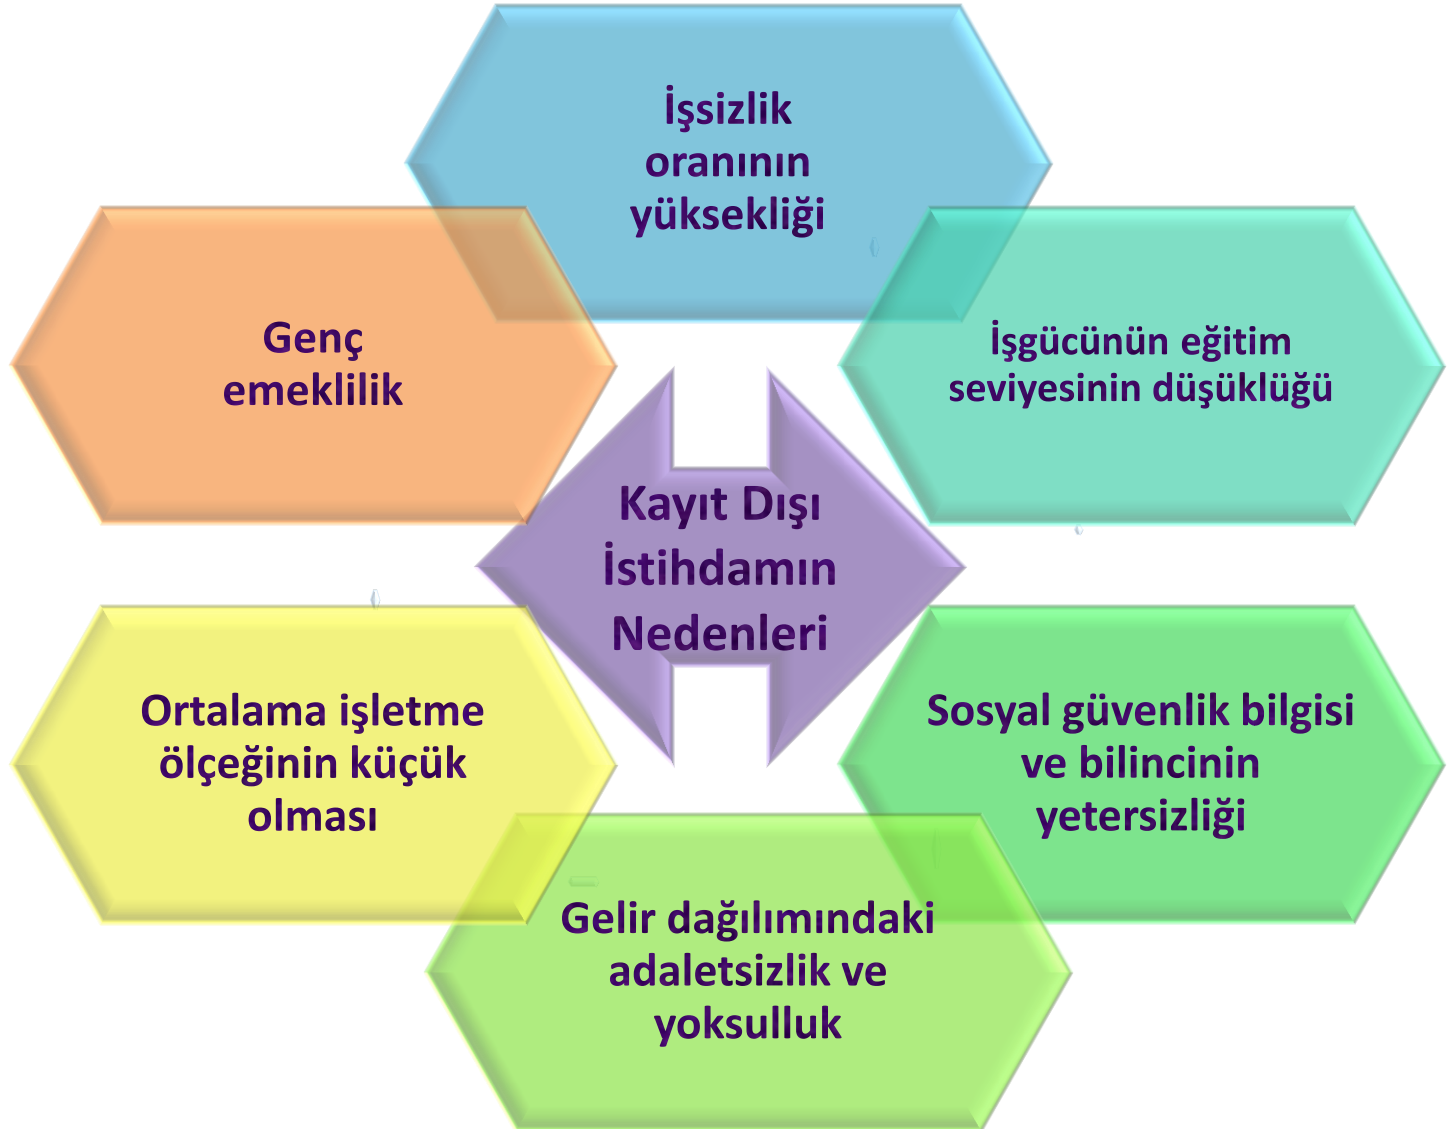 İşsizlik
oranının
yüksekliği
Genç
emeklilik
İşgücünün eğitim
seviyesinin düşüklüğü
Kayıt Dışı
İstihdamın
Nedenleri
Ortalama işletme
ölçeğinin küçük
olması
Sosyal güvenlik bilgisi
ve bilincinin
yetersizliği
Gelir dağılımındaki
adaletsizlik ve
yoksulluk